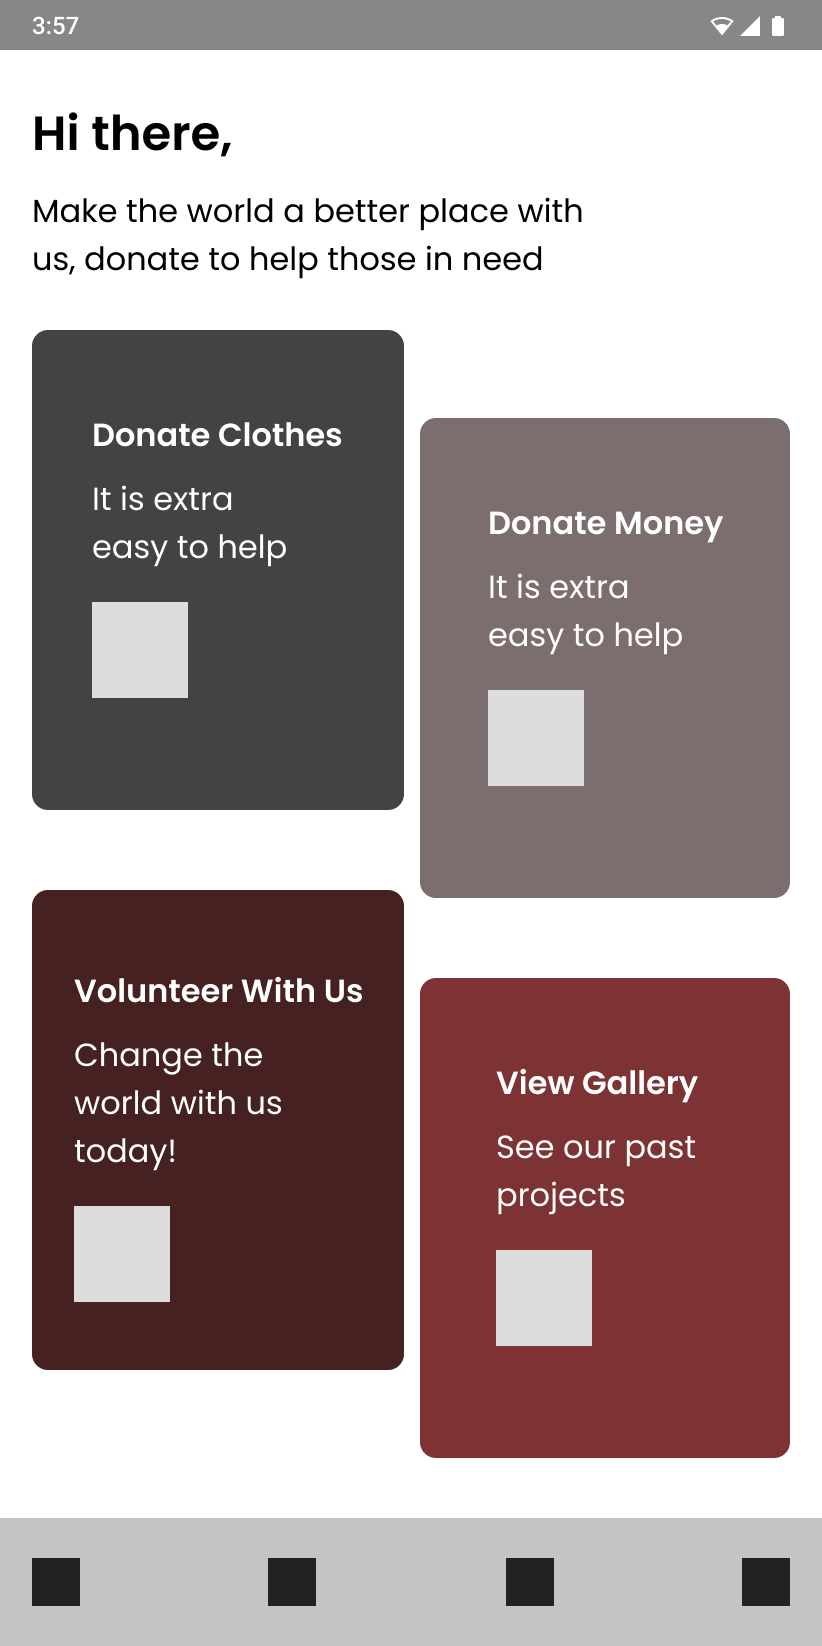 3:57
Hi there,
Make the world a better place with
us, donate to help those in need
Donate Clothes
It is extra
easy to help
Donate Money
It is extra
easy to help
Volunteer With Us
Change the
world with us
today!
View Gallery
See our past
projects